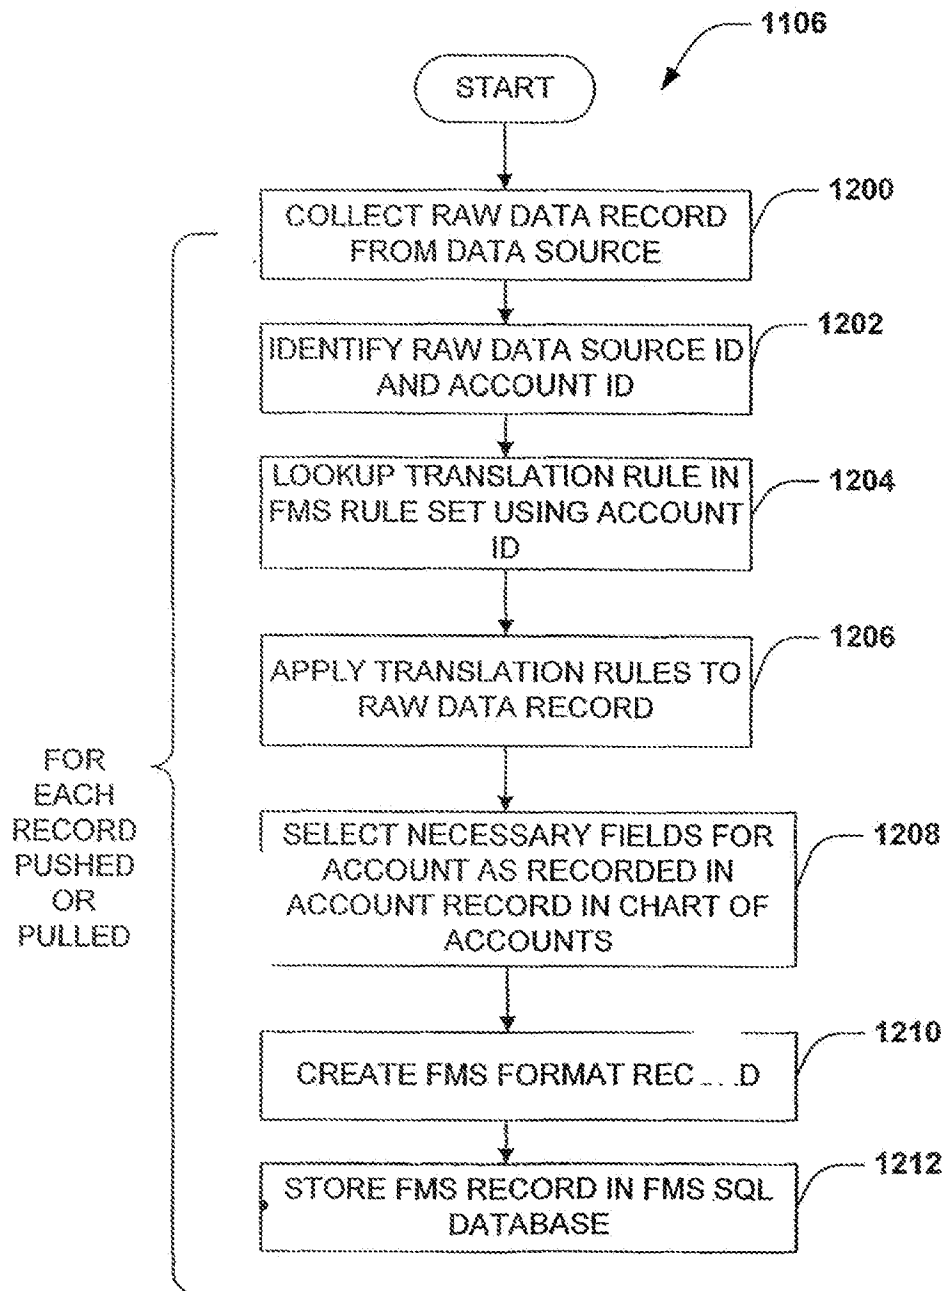 1106
START
1200
COLLECT RAW DATA RECORD
FROM DATA SOURCE
1202
IDENTIFY RAW DATA SOURCE ID
AND ACCOUNT ID
LOOKUP TRANSLATION RULE IN
1204
FMS RULE SET USING ACCOUNT
ID
1206
APPLY TRANSLATION RULES TO
RAW DATA RECORD
FOR
EACH
RECORD
PUSHED
OR
PULLED
1208
SELECT NECESSARY FIELDS FOR
ACCOUNT AS RECORDED IN
ACCOUNT RECORD IN CHART OF
ACCOUNTS
1210
CREATE FMS FORMAT
1212
STORE FMS RECORD IN FMS SQL
DATABASE